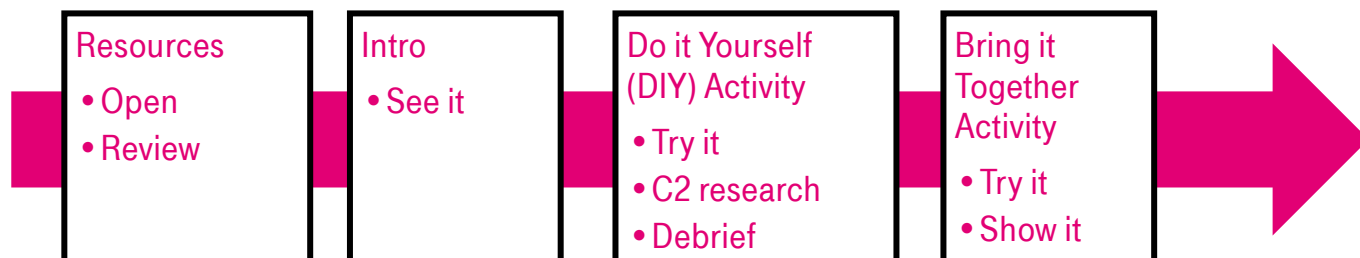 Resources
• Open
• Review
Intro
• See it
Do it Yourself
(DIY) Activity
• Try it
• C2 research
• Debrief
Bring it
Together
Activity
• Try it
• Show it